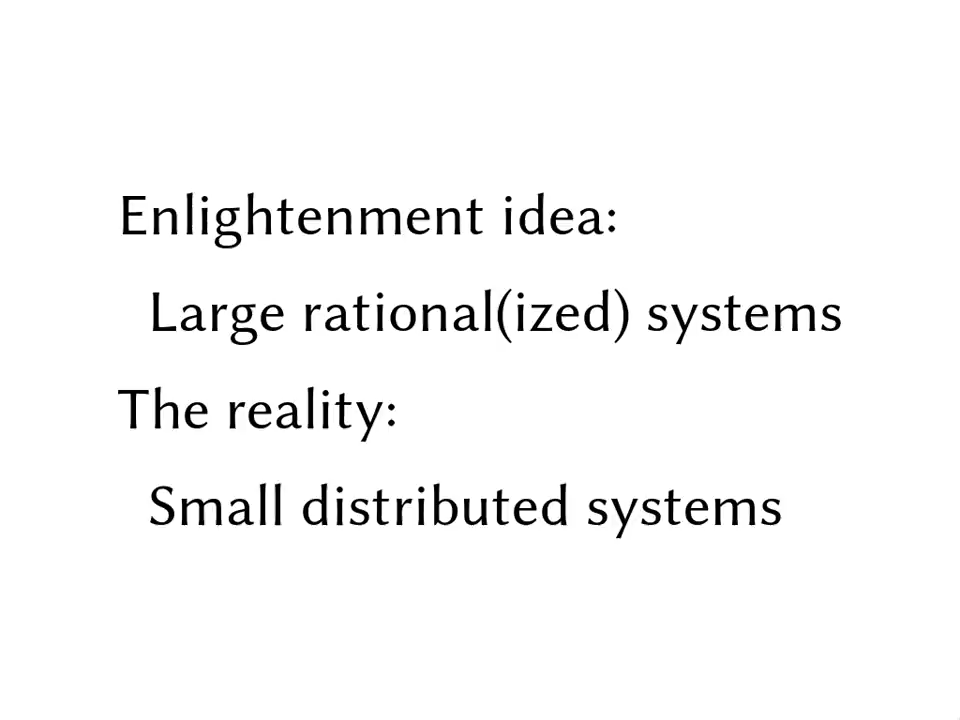 Enlightenment idea:
Large rational(ized) systems
The reality:
Small distributed systems